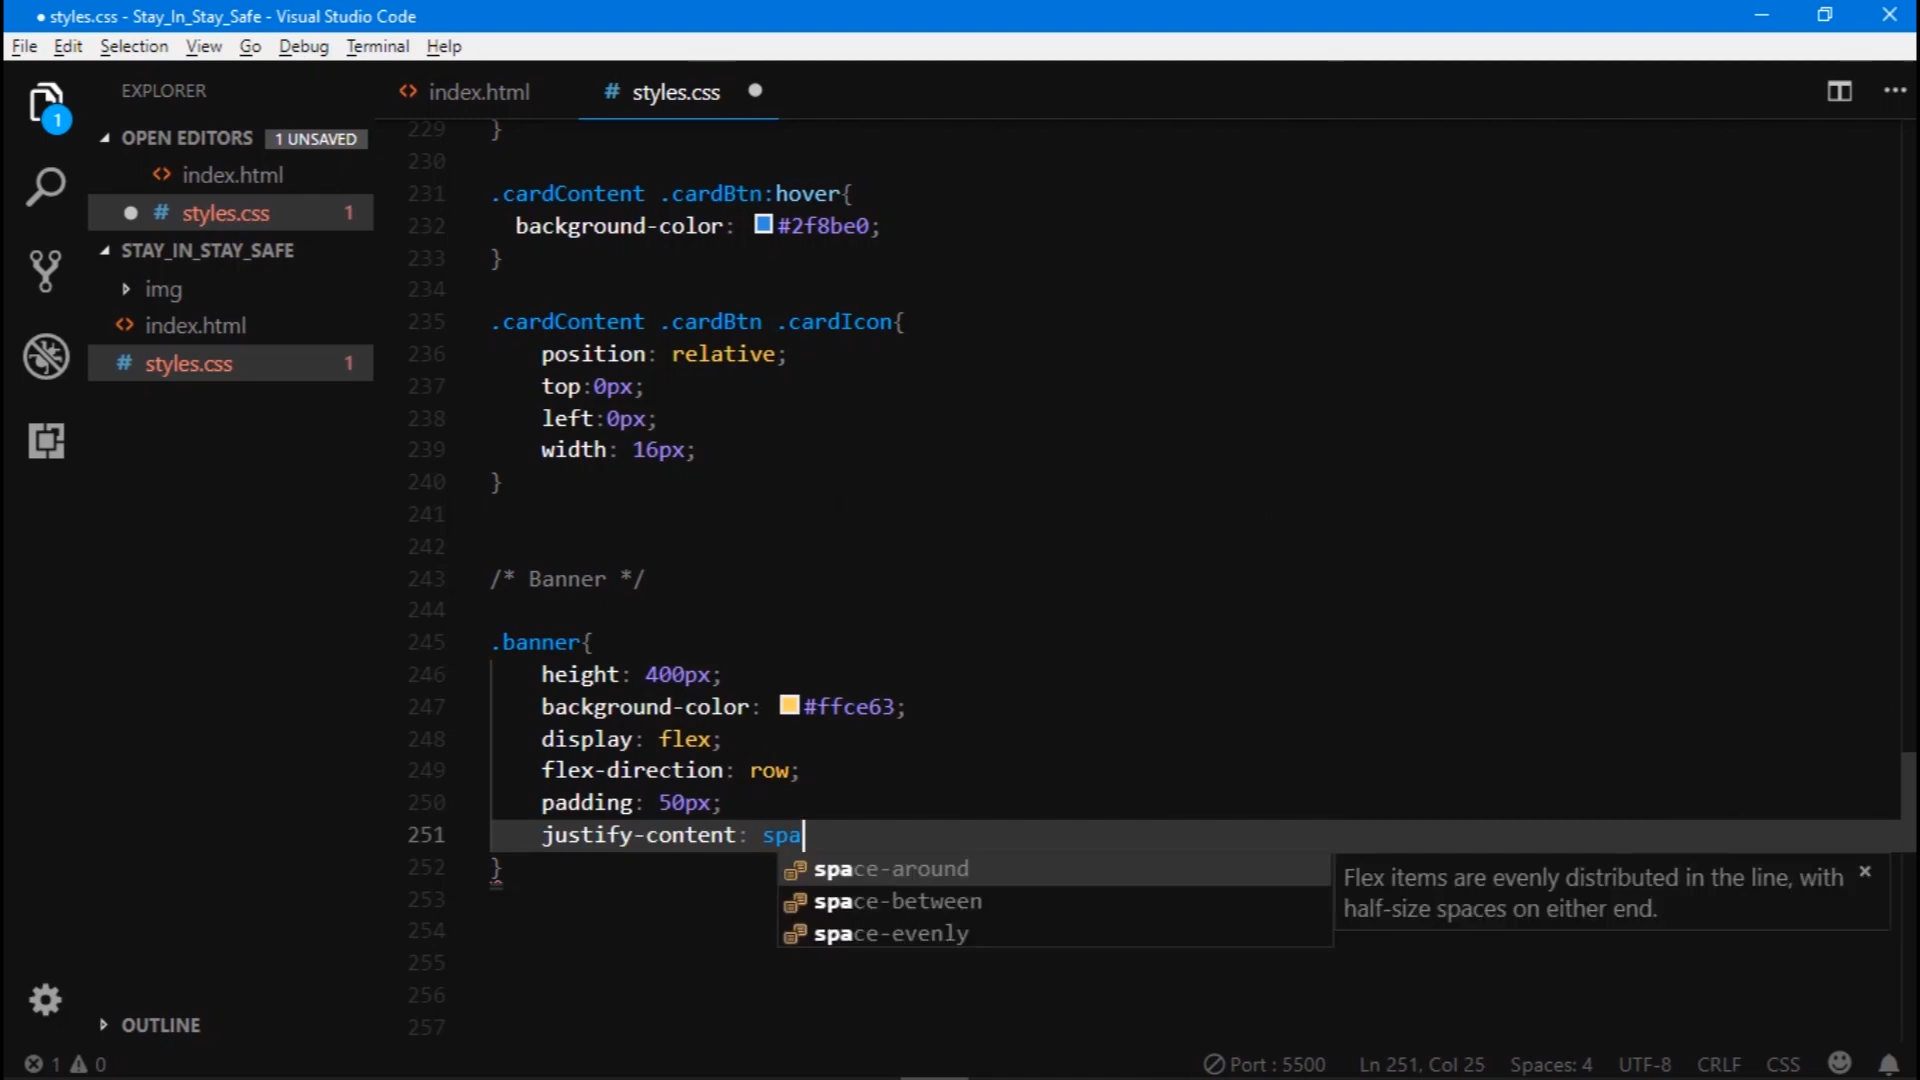 styles.css - Stay_In_Stay_Safe - Visual Studio Code
File Edit Selection View Go Debug Terminal Help
EXPLORER
1
OPEN EDITORS 1 UNSAVED
index.html
# styles.css 1
STAY_IN_STAY_SAFE
img
index.html
# styles.css 1
OUTLINE
index.html # styles.css
229 }
230
231 .cardContent .cardBtn:hover{
232 background-color: #2f8be0;
233 }
234
235 .cardContent .cardBtn .cardIcon{
236 position: relative;
237 top:0px;
238 left:0px;
239 width: 16px;
240 }
241
242
243 /* Banner */
244
245 .banner{
246 height: 400px;
247 background-color: #ffce63;
248 display: flex;
249 flex-direction: row;
250 padding: 50px;
251 justify-content: spa
252 }
253
254
255
256
257
space-around
space-between
space-evenly
Flex items are evenly distributed in the line, with
half-size spaces on either end.
1 0 Port : 5500 Ln 251, Col 25 Spaces: 4 UTF-8 CRLF CSS